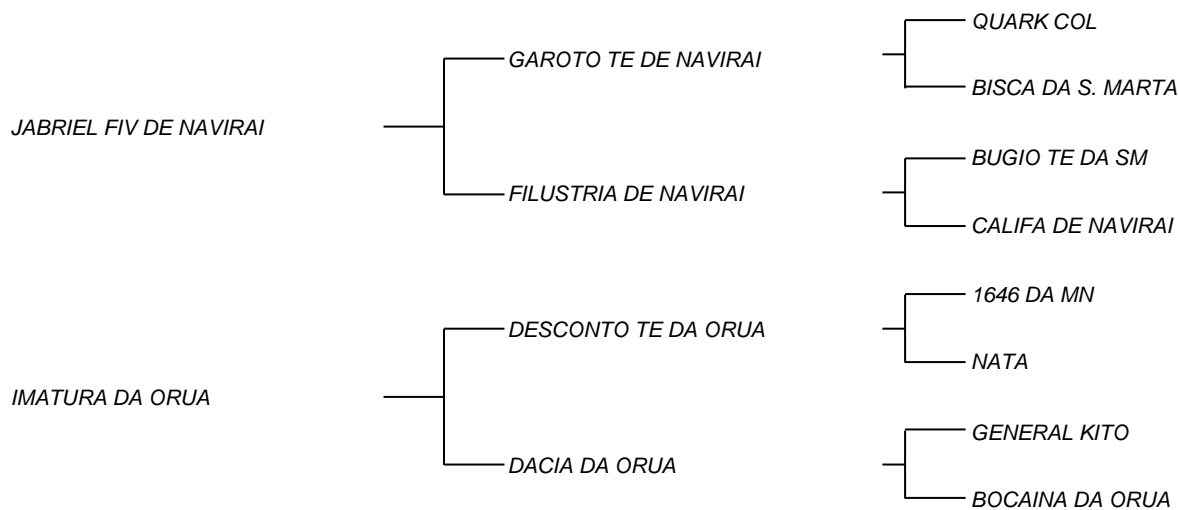 QUARK COL
GAROTO TE DE NAVIRAI
BISCA DA S. MARTA
JABRIEL FIV DE NAVIRAI
BUGIO TE DA SM
FILUSTRIA DE NAVIRAI
CALIFA DE NAVIRAI
1646 DA MN
DESCONTO TE DA ORUA
NATA
IMATURA DA ORUA
GENERAL KITO
DACIA DA ORUA
BOCAINA DA ORUA